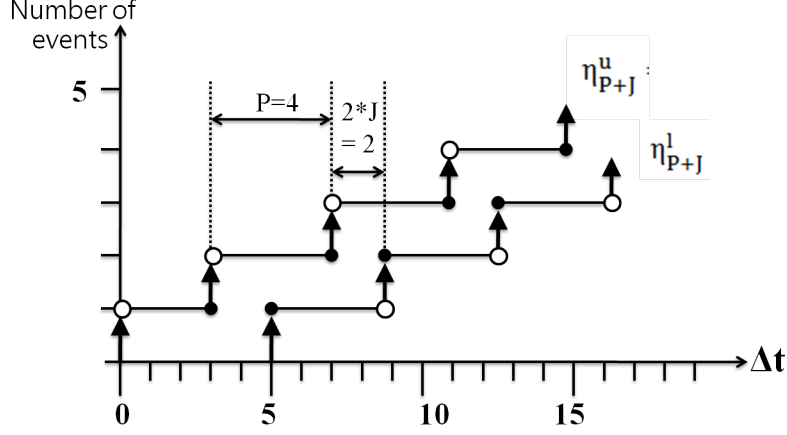 Number of
events
5
P=4
2*J
= 2
η^u_{P+J} :
η^l_{P+J}
Δt
0
5
10
15